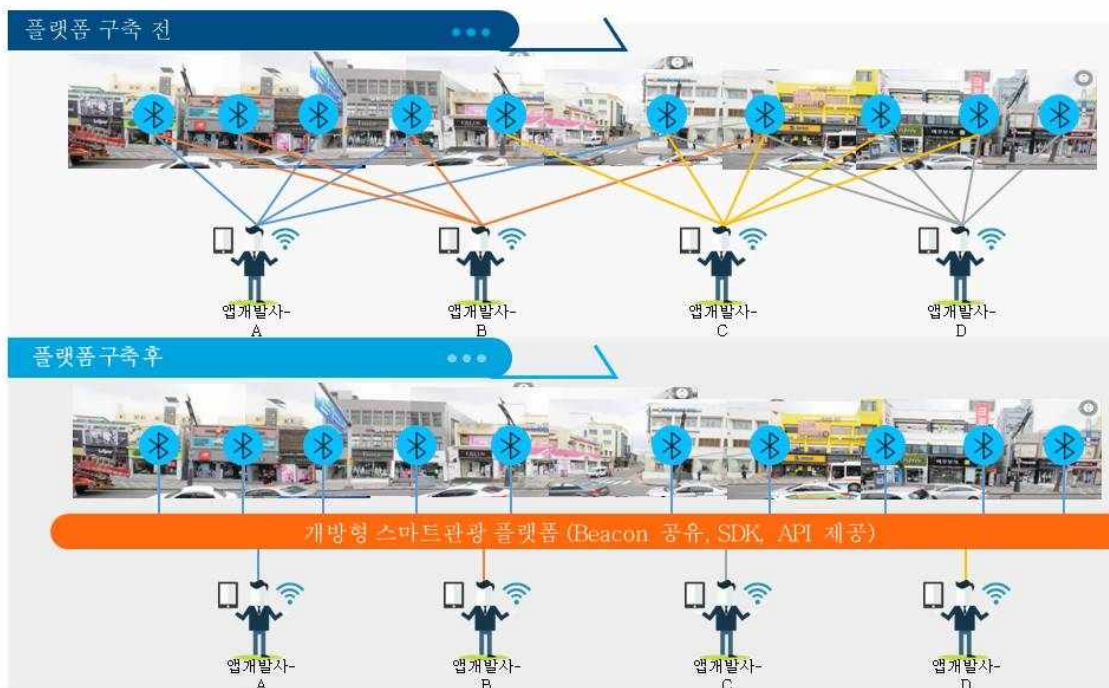 플랫폼 구축 전
앱개발사-
A
앱개발사-
B
앱개발사-
C
앱개발사-
D
플랫폼구축후
개방형 스마트관광 플랫폼 (Beacon 공유, SDK, API 제공)
앱개발사-
A
앱개발사-
B
앱개발사-
C
앱개발사-
D